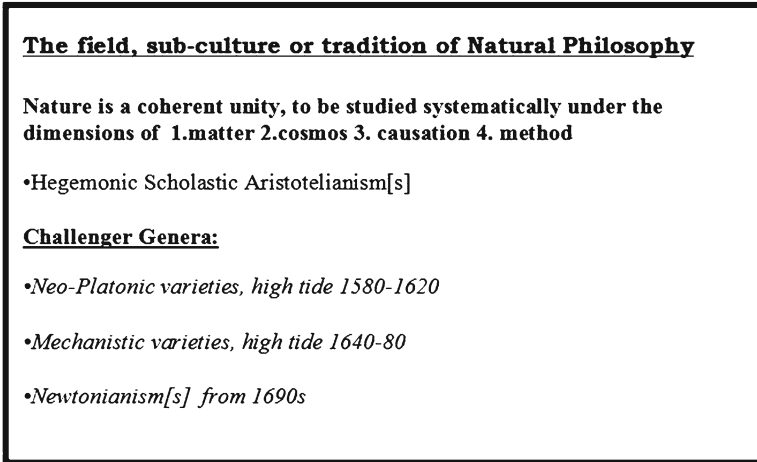 The field, sub-culture or tradition of Natural Philosophy
Nature is a coherent unity, to be studied systematically under the
dimensions of 1.matter 2.cosmos 3. causation 4. method
•Hegemonic Scholastic Aristotelianism[s]
Challenger Genera:
•Neo-Platonic varieties, high tide 1580-1620
•Mechanistic varieties, high tide 1640-80
•Newtonianism[s] from 1690s